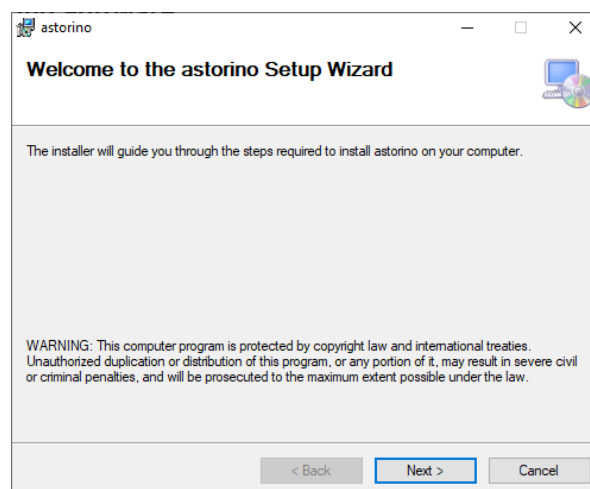 astorino
Welcome to the astorino Setup Wizard
The installer will guide you through the steps required to install astorino on your computer.
WARNING: This computer program is protected by copyright law and international treaties.
Unauthorized duplication or distribution of this program, or any portion of it, may result in severe civil
or criminal penalties, and will be prosecuted to the maximum extent possible under the law.
< Back Next > Cancel